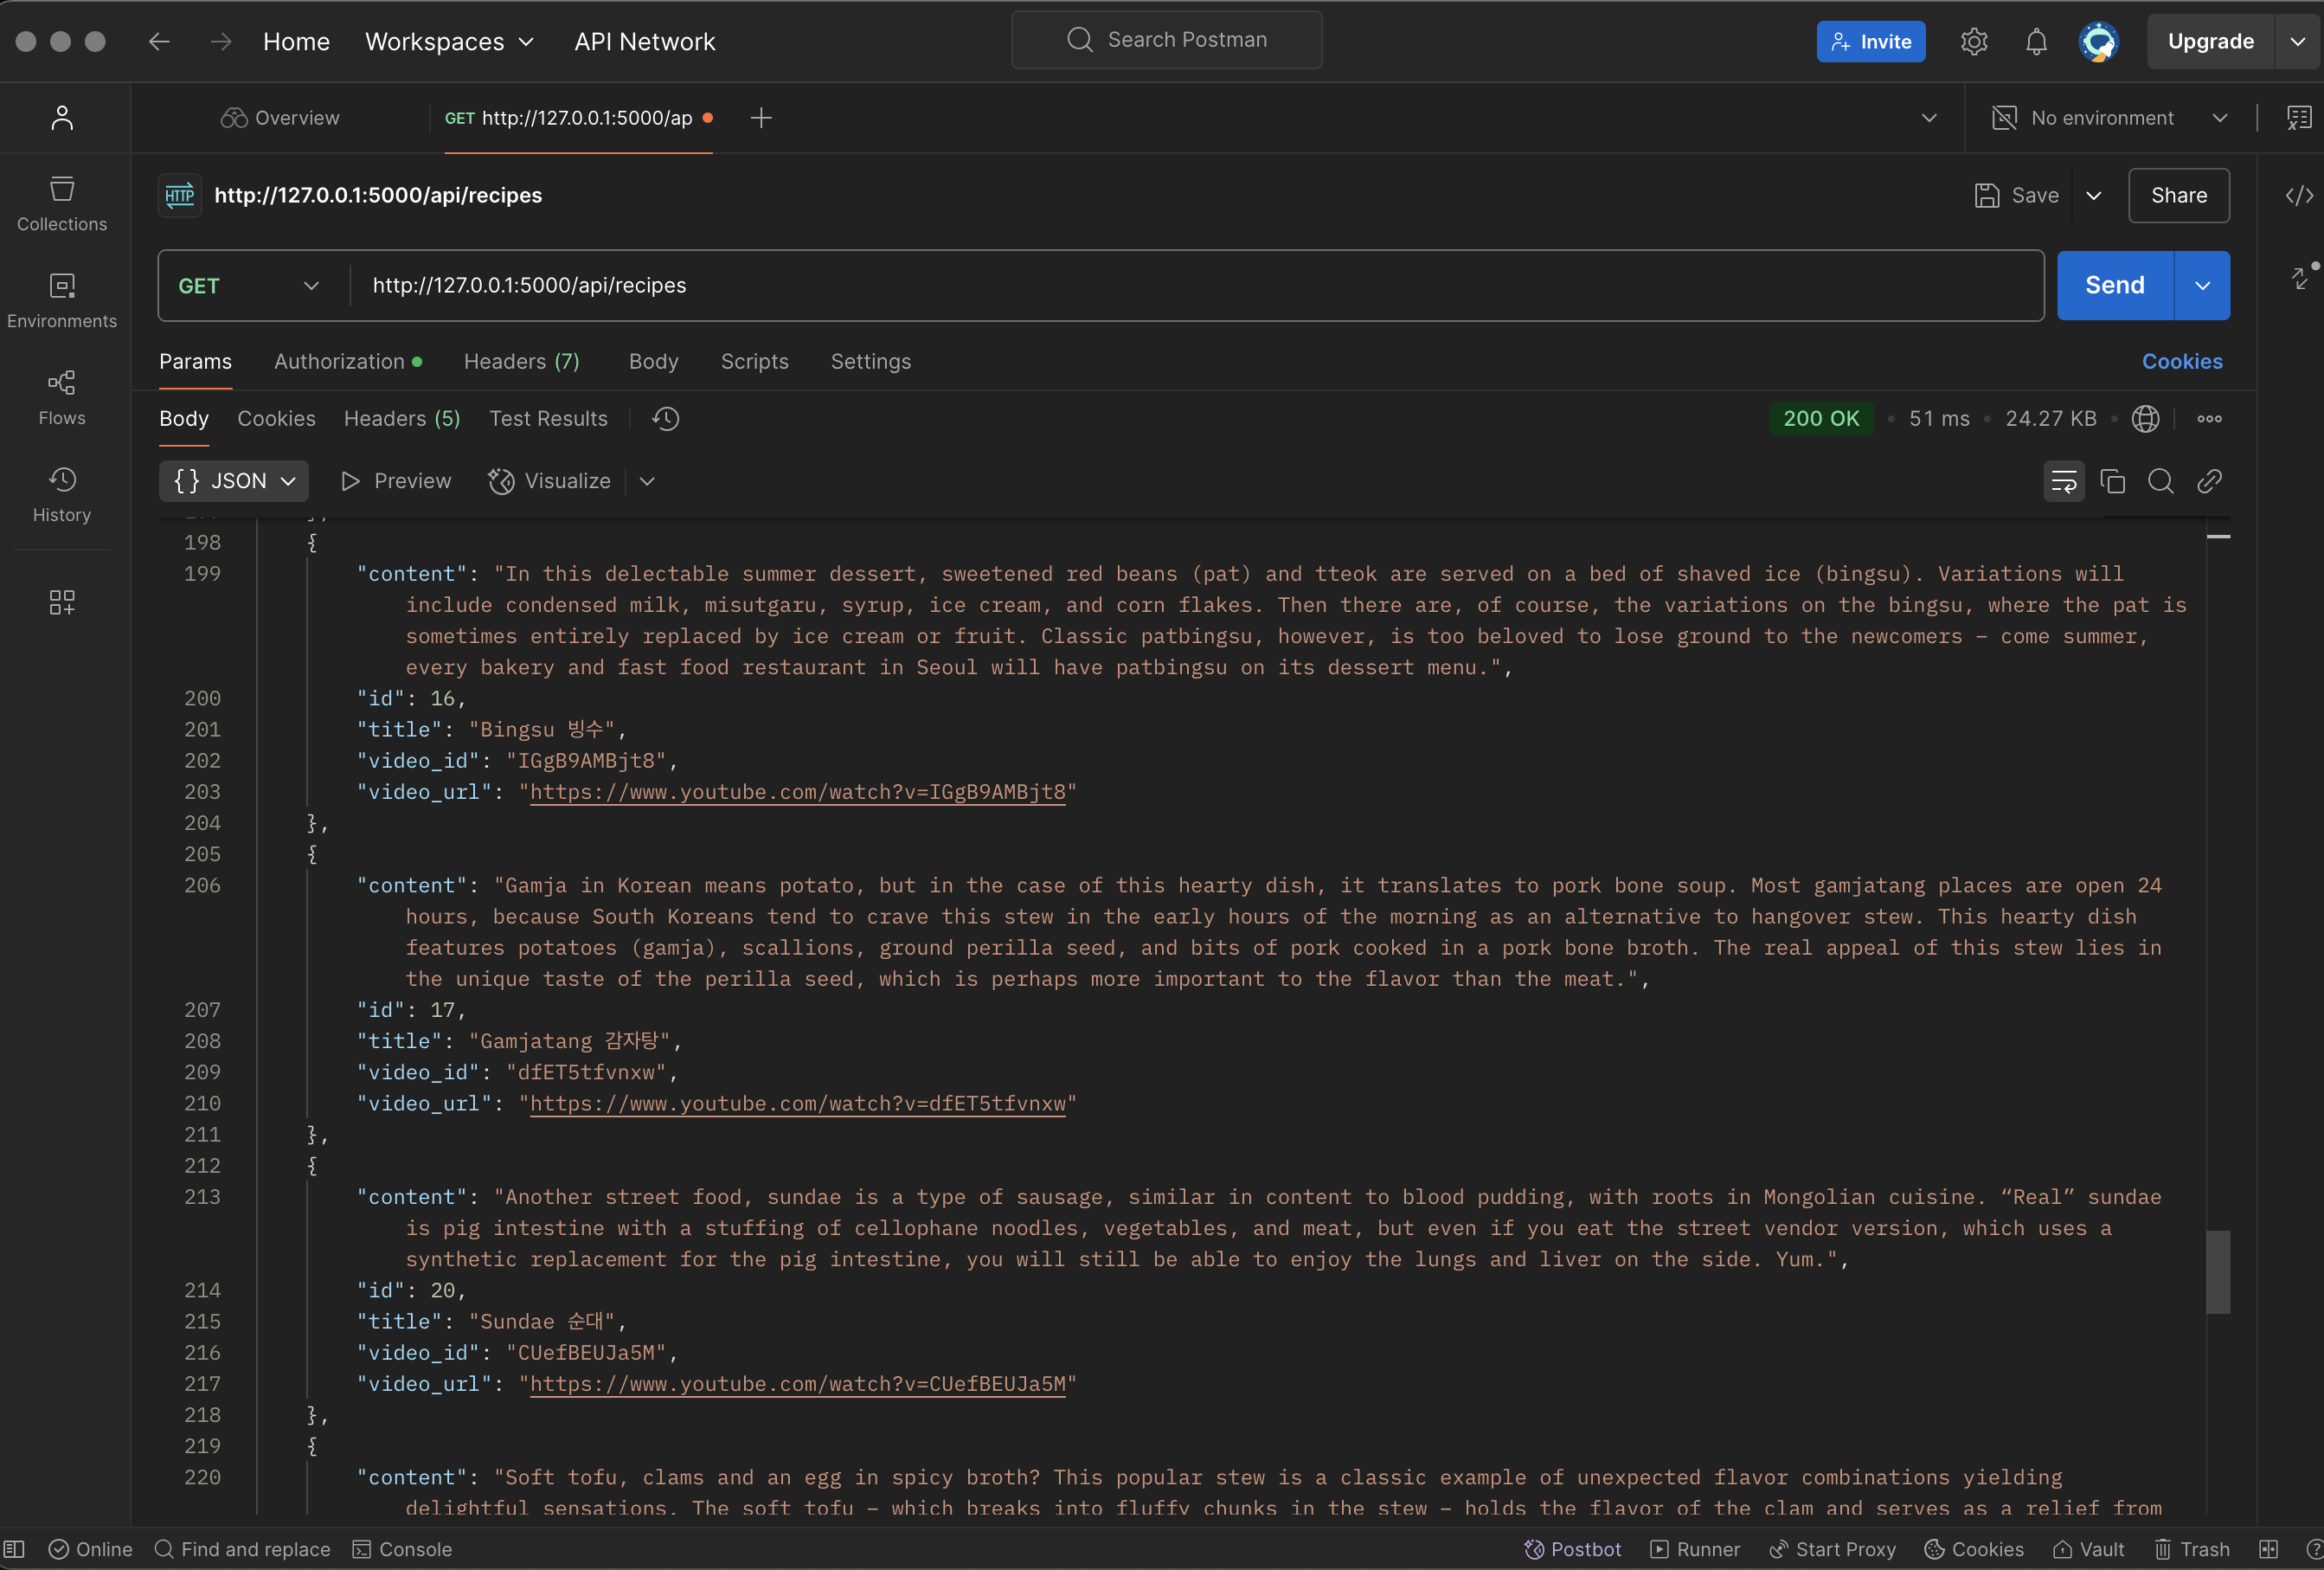 Home Workspaces API Network Search Postman Invite Upgrade
Overview GET http://127.0.0.1:5000/ap No environment
HTTP http://127.0.0.1:5000/api/recipes Save Share
Collections
GET http://127.0.0.1:5000/api/recipes Send
Environments
Params Authorization Headers (7) Body Scripts Settings Cookies
Body Cookies Headers (5) Test Results 200 OK 51 ms 24.27 KB
Flows
{} JSON Preview Visualize
History
198 {
199 "content": "In this delectable summer dessert, sweetened red beans (pat) and tteok are served on a bed of shaved ice (bingsu). Variations will
include condensed milk, misutgaru, syrup, ice cream, and corn flakes. Then there are, of course, the variations on the bingsu, where the pat is
sometimes entirely replaced by ice cream or fruit. Classic patbingsu, however, is too beloved to lose ground to the newcomers – come summer,
every bakery and fast food restaurant in Seoul will have patbingsu on its dessert menu.",
200 "id": 16,
201 "title": "Bingsu 빙수",
202 "video_id": "IGgB9AMBjt8",
203 "video_url": "https://www.youtube.com/watch?v=IGgB9AMBjt8"
204 },
205 {
206 "content": "Gamja in Korean means potato, but in the case of this hearty dish, it translates to pork bone soup. Most gamjatang places are open 24
hours, because South Koreans tend to crave this stew in the early hours of the morning as an alternative to hangover stew. This hearty dish
features potatoes (gamja), scallions, ground perilla seed, and bits of pork cooked in a pork bone broth. The real appeal of this stew lies in
the unique taste of the perilla seed, which is perhaps more important to the flavor than the meat.",
207 "id": 17,
208 "title": "Gamjatang 감자탕",
209 "video_id": "dfET5tfvnxw",
210 "video_url": "https://www.youtube.com/watch?v=dfET5tfvnxw"
211 },
212 {
213 "content": "Another street food, sundae is a type of sausage, similar in content to blood pudding, with roots in Mongolian cuisine. “Real” sundae
is pig intestine with a stuffing of cellophane noodles, vegetables, and meat, but even if you eat the street vendor version, which uses a
synthetic replacement for the pig intestine, you will still be able to enjoy the lungs and liver on the side. Yum.",
214 "id": 20,
215 "title": "Sundae 순대",
216 "video_id": "CUefBEUJa5M",
217 "video_url": "https://www.youtube.com/watch?v=CUefBEUJa5M"
218 },
219 {
220 "content": "Soft tofu, clams and an egg in spicy broth? This popular stew is a classic example of unexpected flavor combinations yielding
delightful sensations. The soft tofu – which breaks into fluffy chunks in the stew – holds the flavor of the clam and serves as a relief from
Online Find and replace Console Postbot Runner Start Proxy Cookies Vault Trash